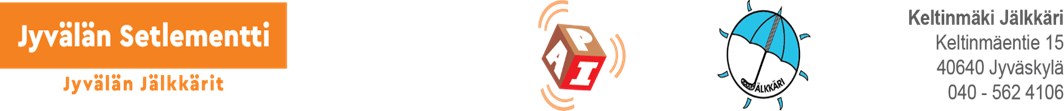 Jyvälän Setlementti
Jyvälän Jälkkärit
P
A I
JÄLKKÄRI
Keltinmäki Jälkkäri
Keltinmäentie 15
40640 Jyväskylä
040 - 562 4106